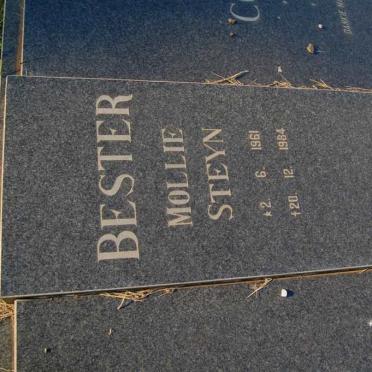 BESTER
MOLLIE
STEYN
* 2. 6. 1961
+ 20. 12. 1984